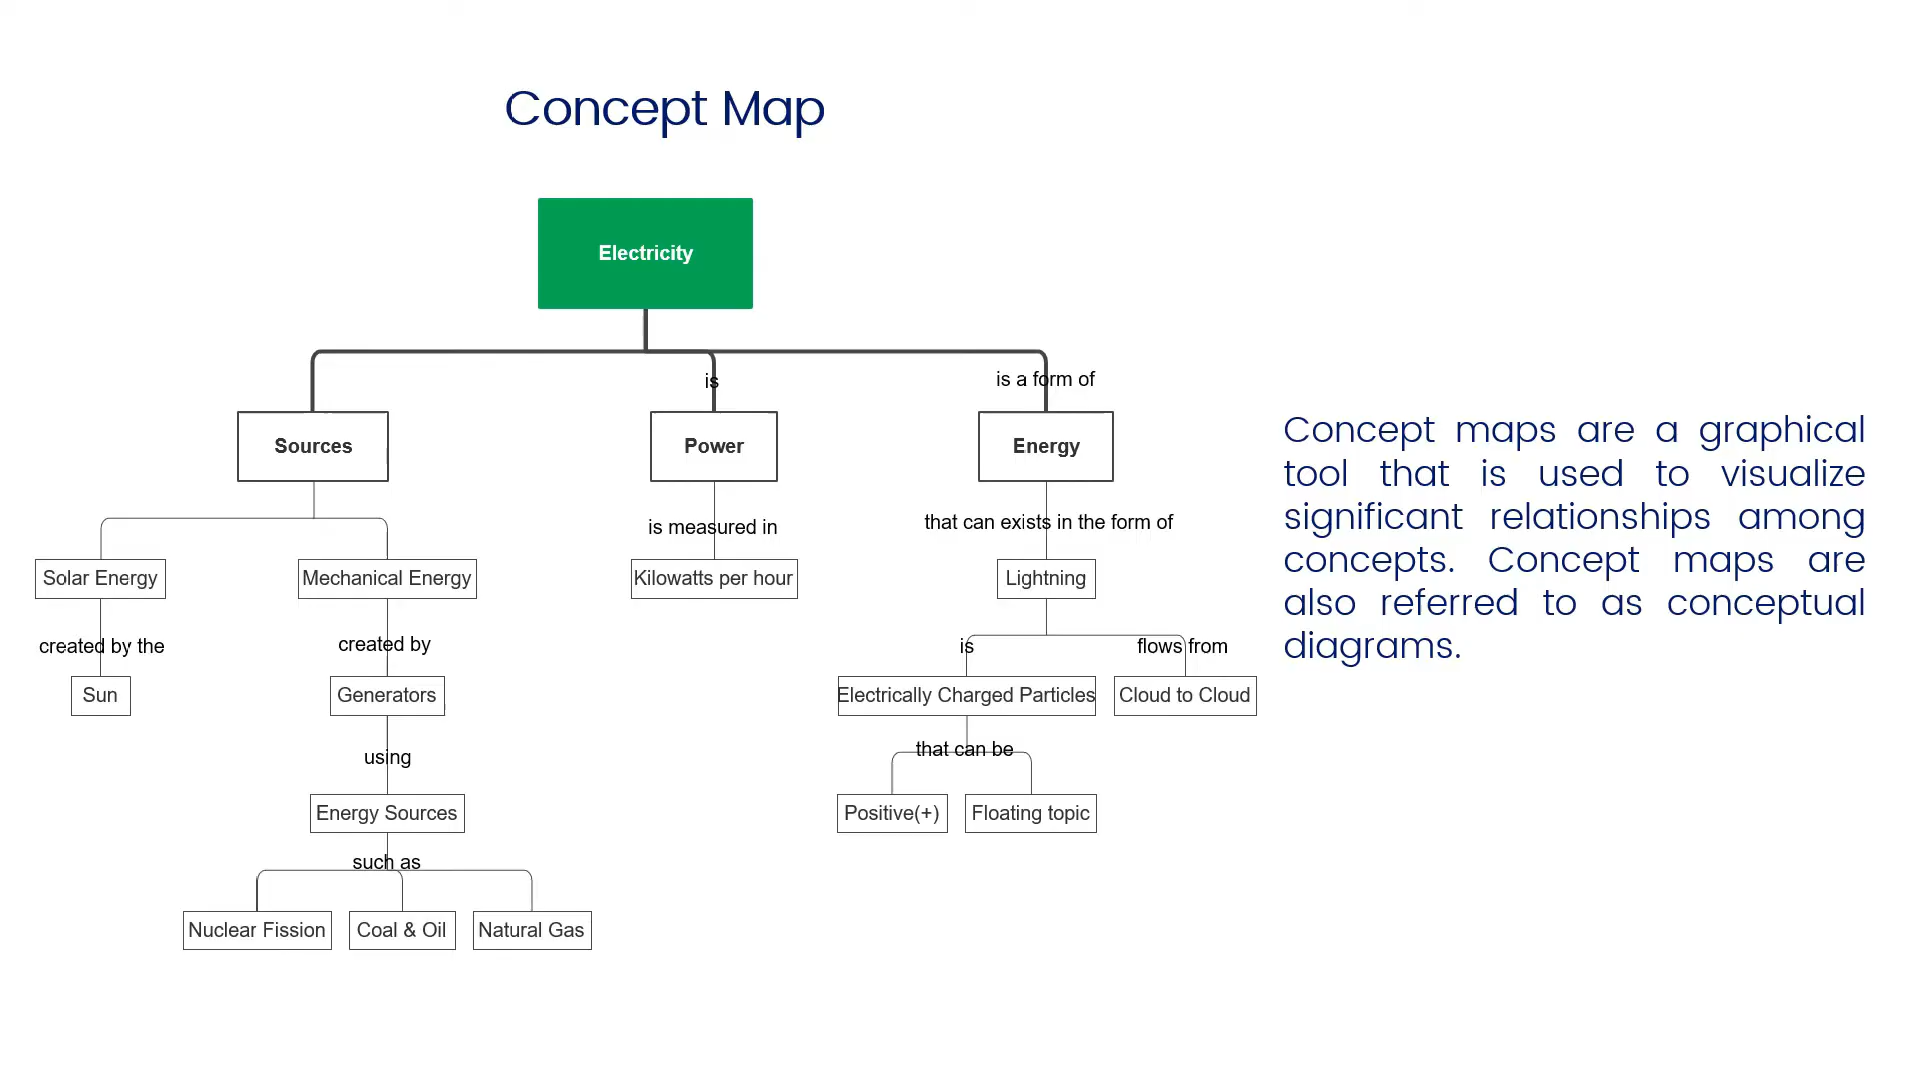 Concept Map
Electricity
is
is a form of
Sources
Power
Energy
is measured in
that can exists in the form of
Solar Energy
Mechanical Energy
Kilowatts per hour
Lightning
created by the
created by
is
flows from
Sun
Generators
Electrically Charged Particles
Cloud to Cloud
using
that can be
Energy Sources
Positive(+)
Floating topic
such as
Nuclear Fission
Coal & Oil
Natural Gas
Concept maps are a graphical
tool that is used to visualize
significant relationships among
concepts. Concept maps are
also referred to as conceptual
diagrams.